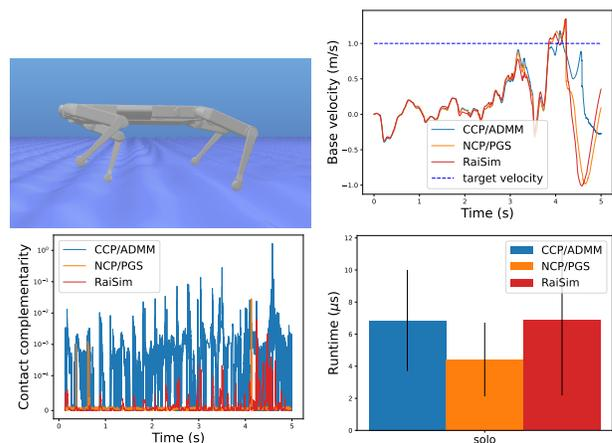 1.0
0.5
0.0
−0.5
−1.0
Base velocity (m/s)
CCP/ADMM
NCP/PGS
RaiSim
target velocity
0 1 2 3 4 5
Time (s)
Contact complementarity
10⁰
10⁻¹
10⁻²
10⁻³
10⁻⁴
0
CCP/ADMM
NCP/PGS
RaiSim
0 1 2 3 4 5
Time (s)
Runtime (μs)
12
10
8
6
4
2
0
CCP/ADMM
NCP/PGS
RaiSim
solo